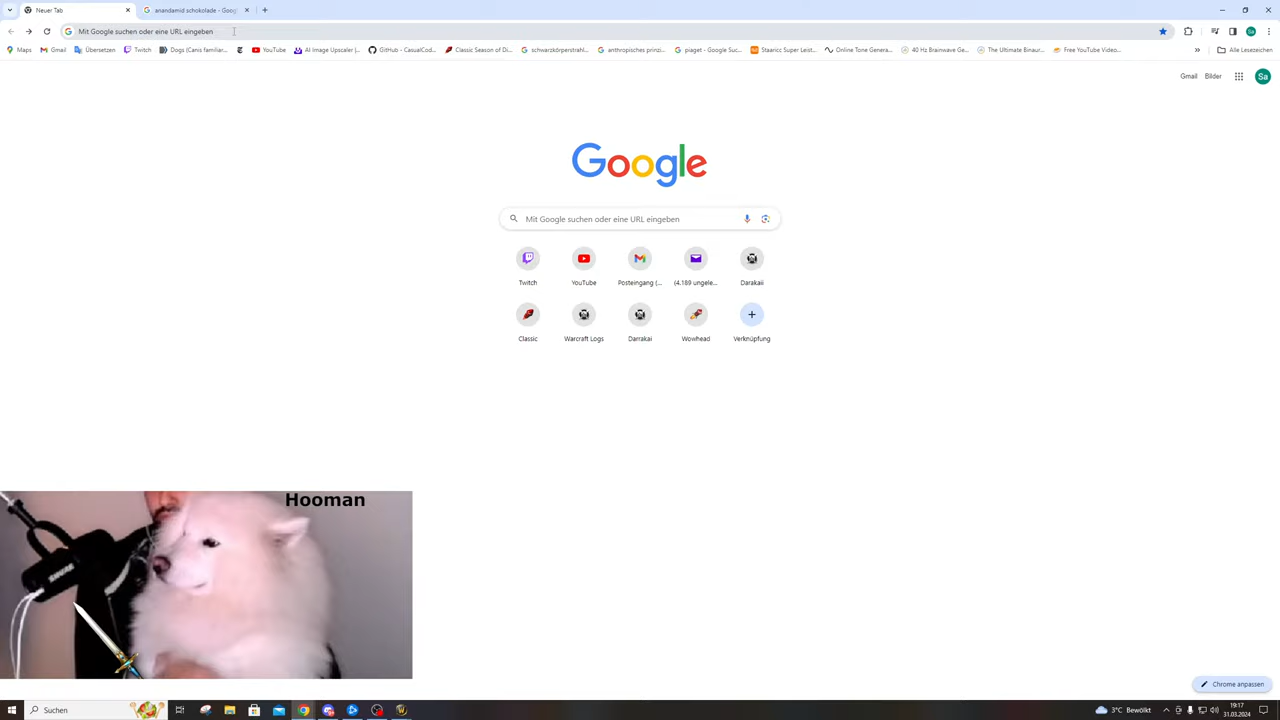 Neuer Tab
anandamid schokolade - Goog
Mit Google suchen oder eine URL eingeben
Maps
Gmail
Übersetzen
Twitch
Dogs (Canis familiar...
YouTube
AI Image Upscaler |...
GitHub - CasualCod...
Classic Season of Di...
schwarzkörperstrahl...
anthropisches prinzi...
piaget - Google Suc...
Staaricc Super Leist...
Online Tone Genera...
40 Hz Brainwave Ge...
The Ultimate Binaur...
Free YouTube Video...
»
Alle Lesezeichen
Gmail
Bilder
Sa
Google
Mit Google suchen oder eine URL eingeben
Twitch
YouTube
Posteingang (...
(4.189 ungele...
Darakaii
Classic
Warcraft Logs
Darrakai
Wowhead
Verknüpfung
Hooman
SHURE
Chrome anpassen
Suchen
3°C Bewölkt
19:17
31.03.2024